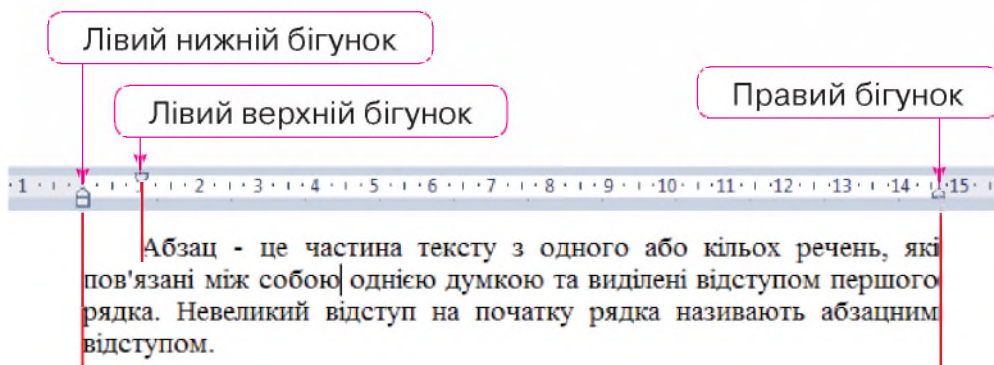 Лівий нижній бігунок
Лівий верхній бігунок
Правий бігунок
1 1 2 3 4 5 6 7 8 9 10 11 12 13 14 15
Абзац - це частина тексту з одного або кількох речень, які
пов'язані між собою однією думкою та виділені відступом першого
рядка. Невеликий відступ на початку рядка називають абзацним
відступом.